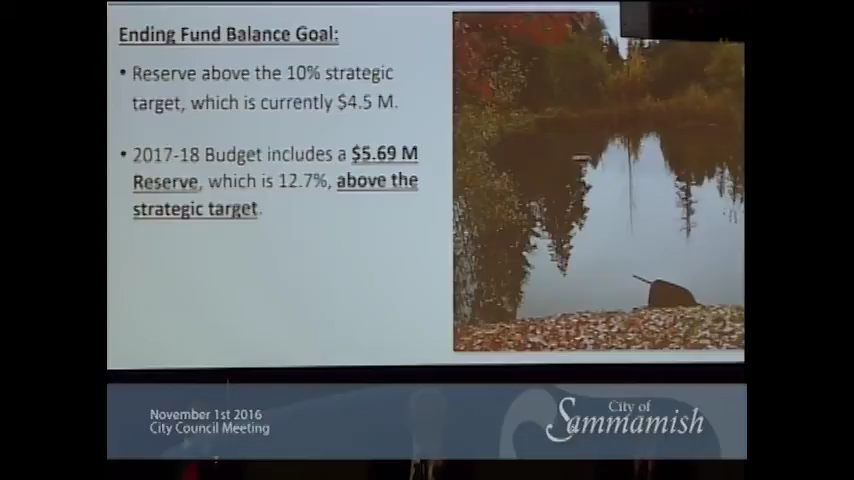 Ending Fund Balance Goal:
• Reserve above the 10% strategic
target, which is currently $4.5 M.
• 2017-18 Budget includes a $5.69 M
Reserve, which is 12.7%, above the
strategic target.
November 1st 2016
City Council Meeting
City of
Sammamish